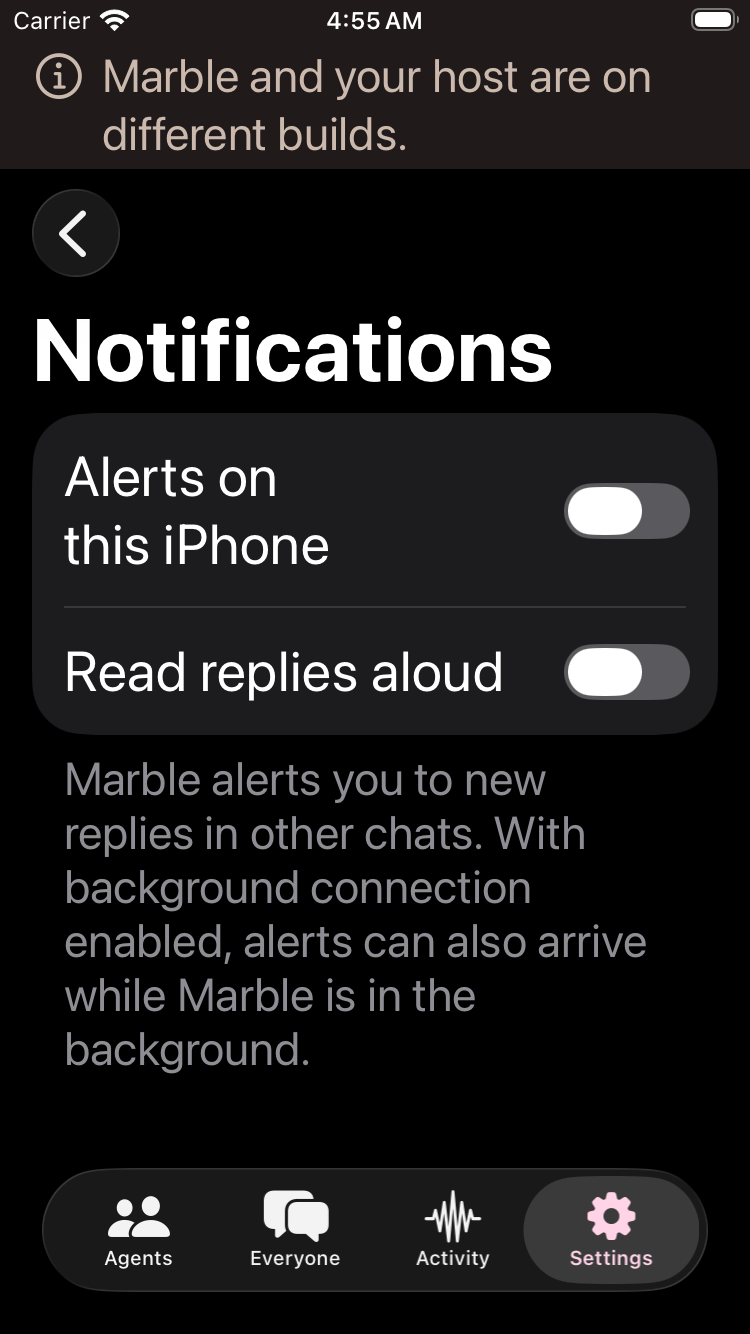 Carrier
4:55 AM
Marble and your host are on
different builds.
Notifications
Alerts on
this iPhone
Read replies aloud
Marble alerts you to new
replies in other chats. With
background connection
enabled, alerts can also arrive
while Marble is in the
background.
Agents
Everyone
Activity
Settings